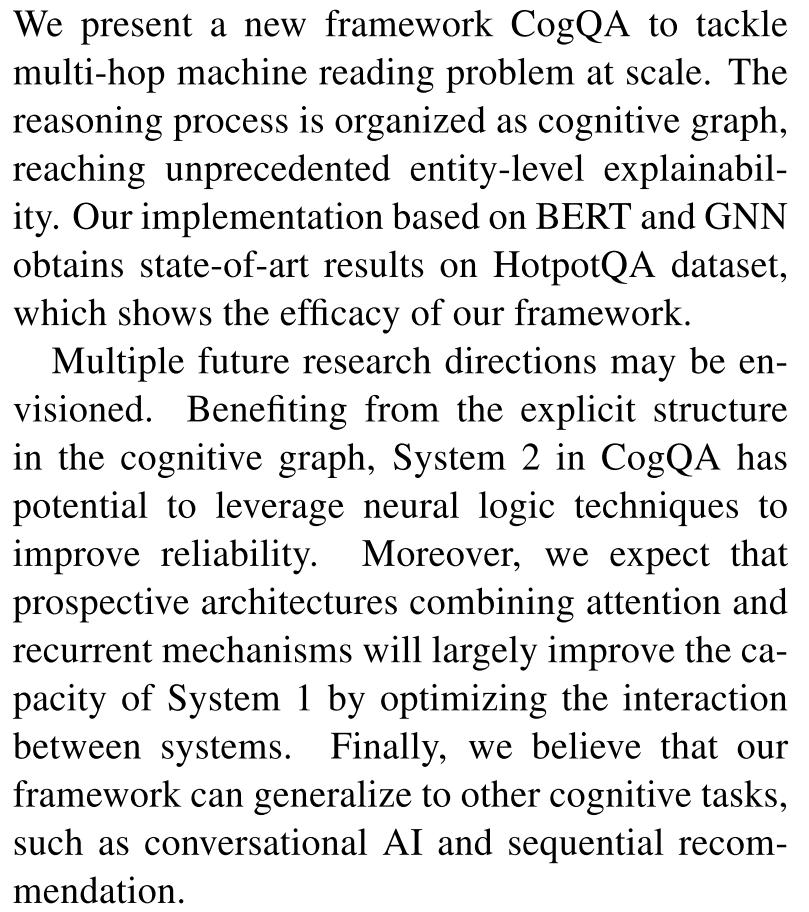 We present a new framework CogQA to tackle
multi-hop machine reading problem at scale. The
reasoning process is organized as cognitive graph,
reaching unprecedented entity-level explainabil-
ity. Our implementation based on BERT and GNN
obtains state-of-art results on HotpotQA dataset,
which shows the efficacy of our framework.
Multiple future research directions may be en-
visioned. Benefiting from the explicit structure
in the cognitive graph, System 2 in CogQA has
potential to leverage neural logic techniques to
improve reliability. Moreover, we expect that
prospective architectures combining attention and
recurrent mechanisms will largely improve the ca-
pacity of System 1 by optimizing the interaction
between systems. Finally, we believe that our
framework can generalize to other cognitive tasks,
such as conversational AI and sequential recom-
mendation.